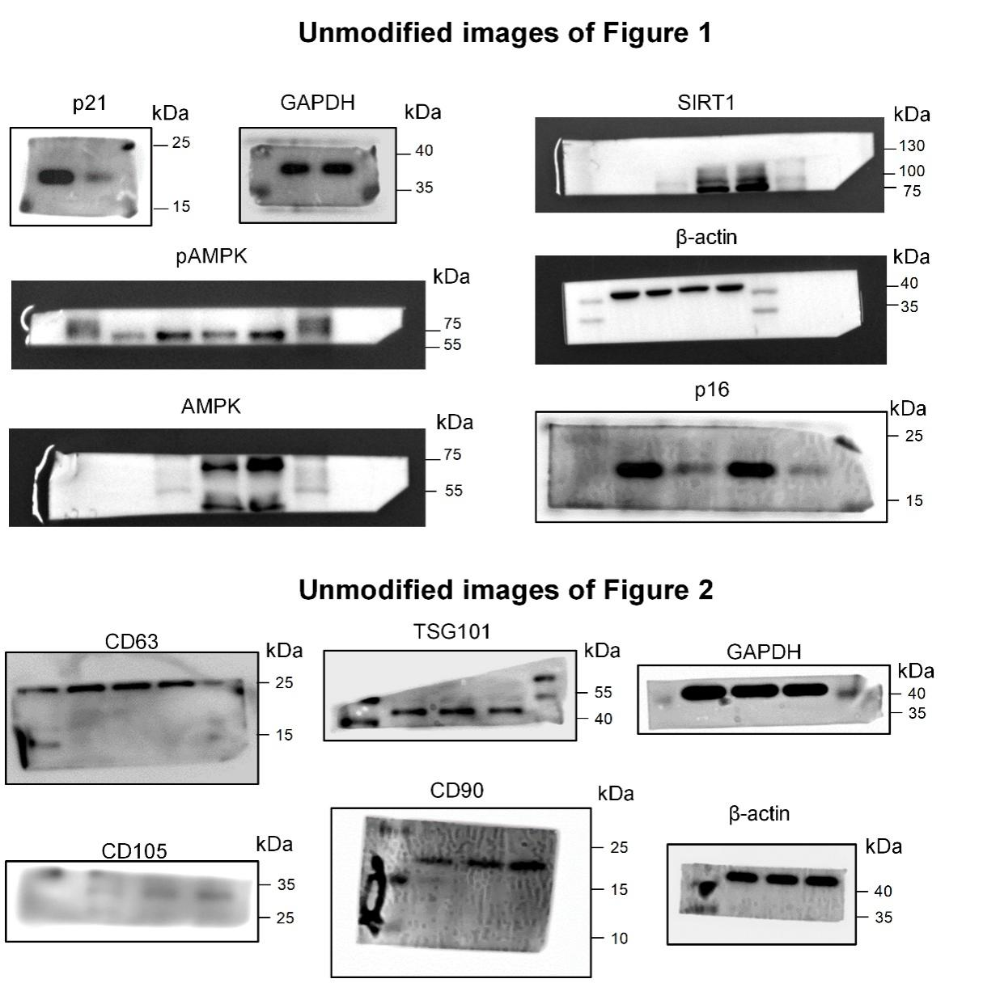 Unmodified images of Figure 1
p21
kDa
25
15
GAPDH
kDa
40
35
SIRT1
kDa
130
100
75
pAMPK
kDa
75
55
β-actin
kDa
40
35
AMPK
kDa
75
55
p16
kDa
25
15
Unmodified images of Figure 2
CD63
kDa
25
15
TSG101
kDa
55
40
GAPDH
kDa
40
35
CD105
kDa
35
25
CD90
kDa
25
15
10
β-actin
kDa
40
35